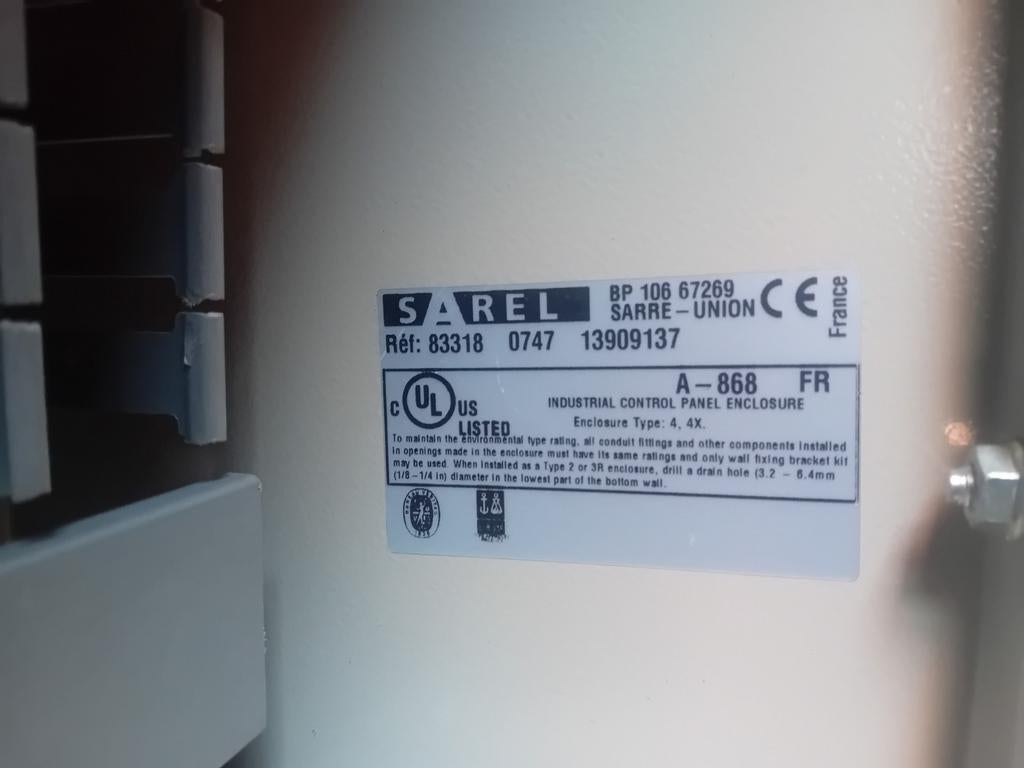 SAREL
BP 106 67269
SARRE-UNION
CE
France
Réf: 83318 0747 13909137
A-868 FR
C UL US
LISTED
INDUSTRIAL CONTROL PANEL ENCLOSURE
Enclosure Type: 4, 4X.
To maintain the environmental type rating, all conduit fittings and other components installed
in openings made in the enclosure must have its same ratings and only wall fixing bracket kit
may be used. When installed as a Type 2 or 3R enclosure, drill a drain hole (3.2 - 6.4mm
(1/8-1/4 in) diameter in the lowest part of the bottom wall.